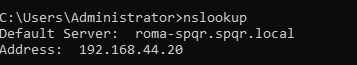 C:\Users\Administrator>nslookup
Default Server:  roma-spqr.spqr.local
Address:  192.168.44.20